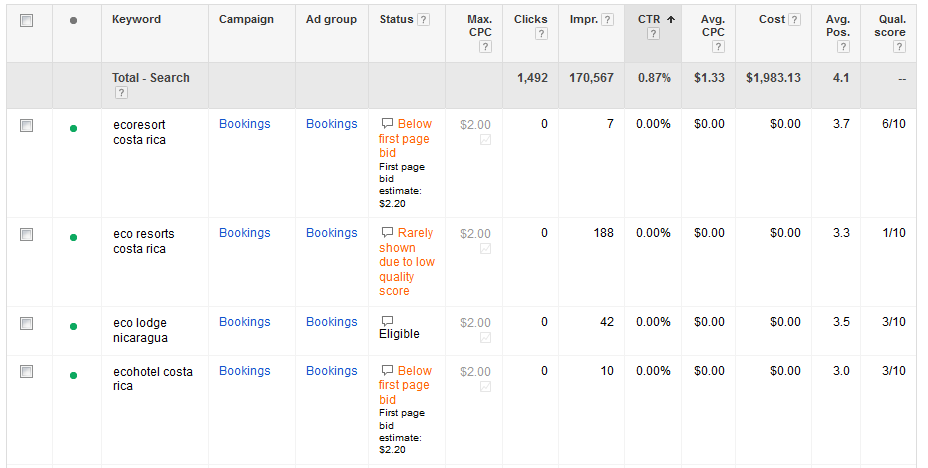 Keyword Campaign Ad group Status ? Max. CPC ? Clicks ? Impr. ? CTR ↑ ? Avg. CPC ? Cost ? Avg. Pos. ? Qual. score ?
Total - Search ? 1,492 170,567 0.87% $1.33 $1,983.13 4.1 --
ecoresort Bookings Bookings Below $2.00 0 7 0.00% $0.00 $0.00 3.7 6/10
costa rica first page
bid
First page
bid
estimate:
$2.20
eco resorts Bookings Bookings Rarely $2.00 0 188 0.00% $0.00 $0.00 3.3 1/10
costa rica shown
due to low
quality
score
eco lodge Bookings Bookings $2.00 0 42 0.00% $0.00 $0.00 3.5 3/10
nicaragua Eligible
ecohotel costa Bookings Bookings Below $2.00 0 10 0.00% $0.00 $0.00 3.0 3/10
rica first page
bid
First page
bid
estimate:
$2.20